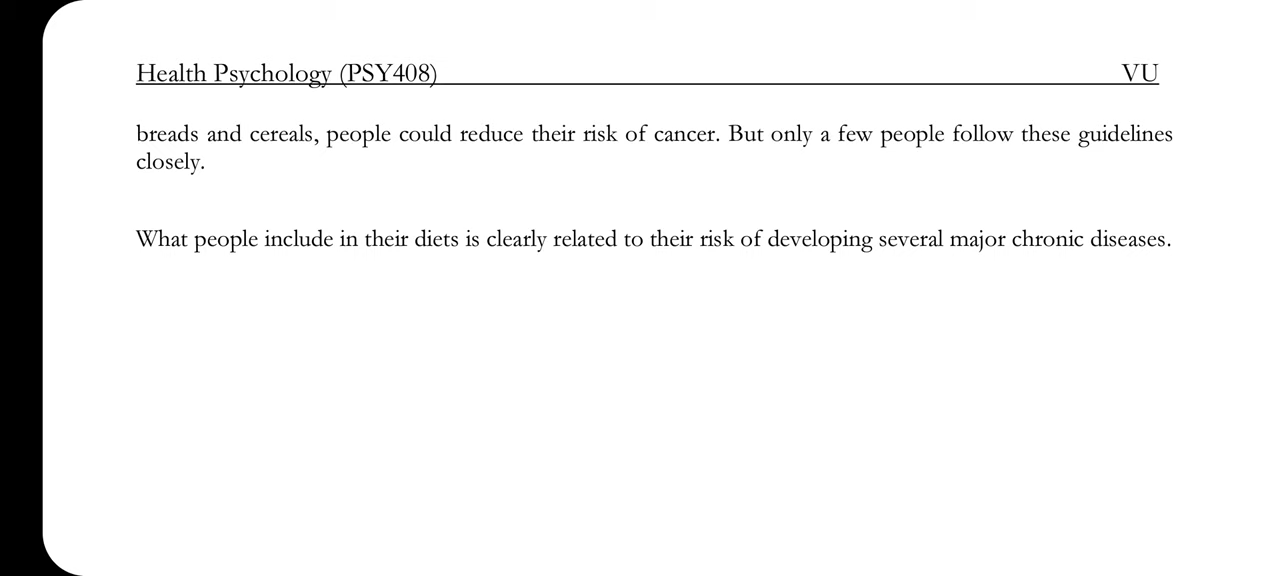 Health Psychology (PSY408) VU
breads and cereals, people could reduce their risk of cancer. But only a few people follow these guidelines
closely.
What people include in their diets is clearly related to their risk of developing several major chronic diseases.